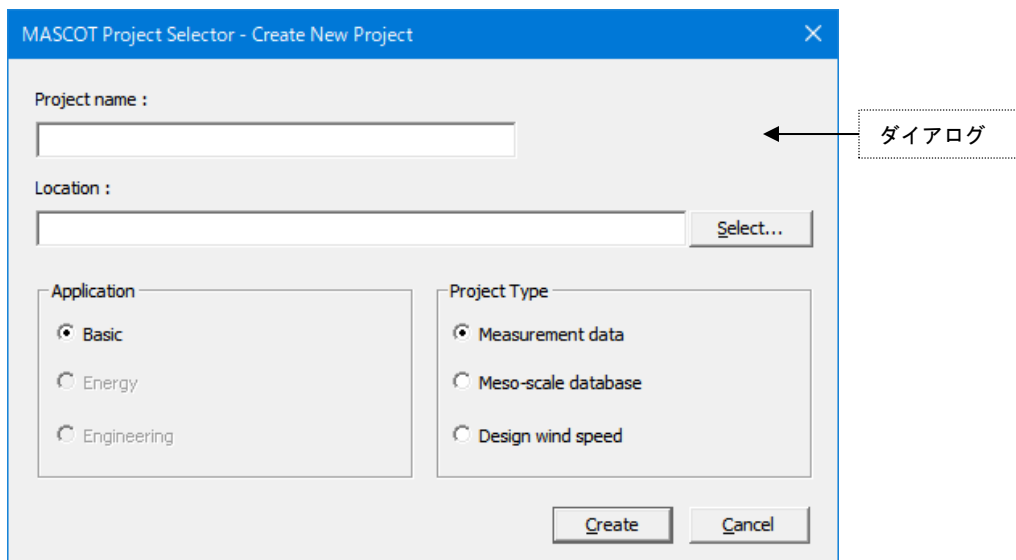 MASCOT Project Selector - Create New Project
Project name :
ダイアログ
Location :
Select...
Application
Project Type
Basic
Measurement data
Energy
Meso-scale database
Engineering
Design wind speed
Create
Cancel